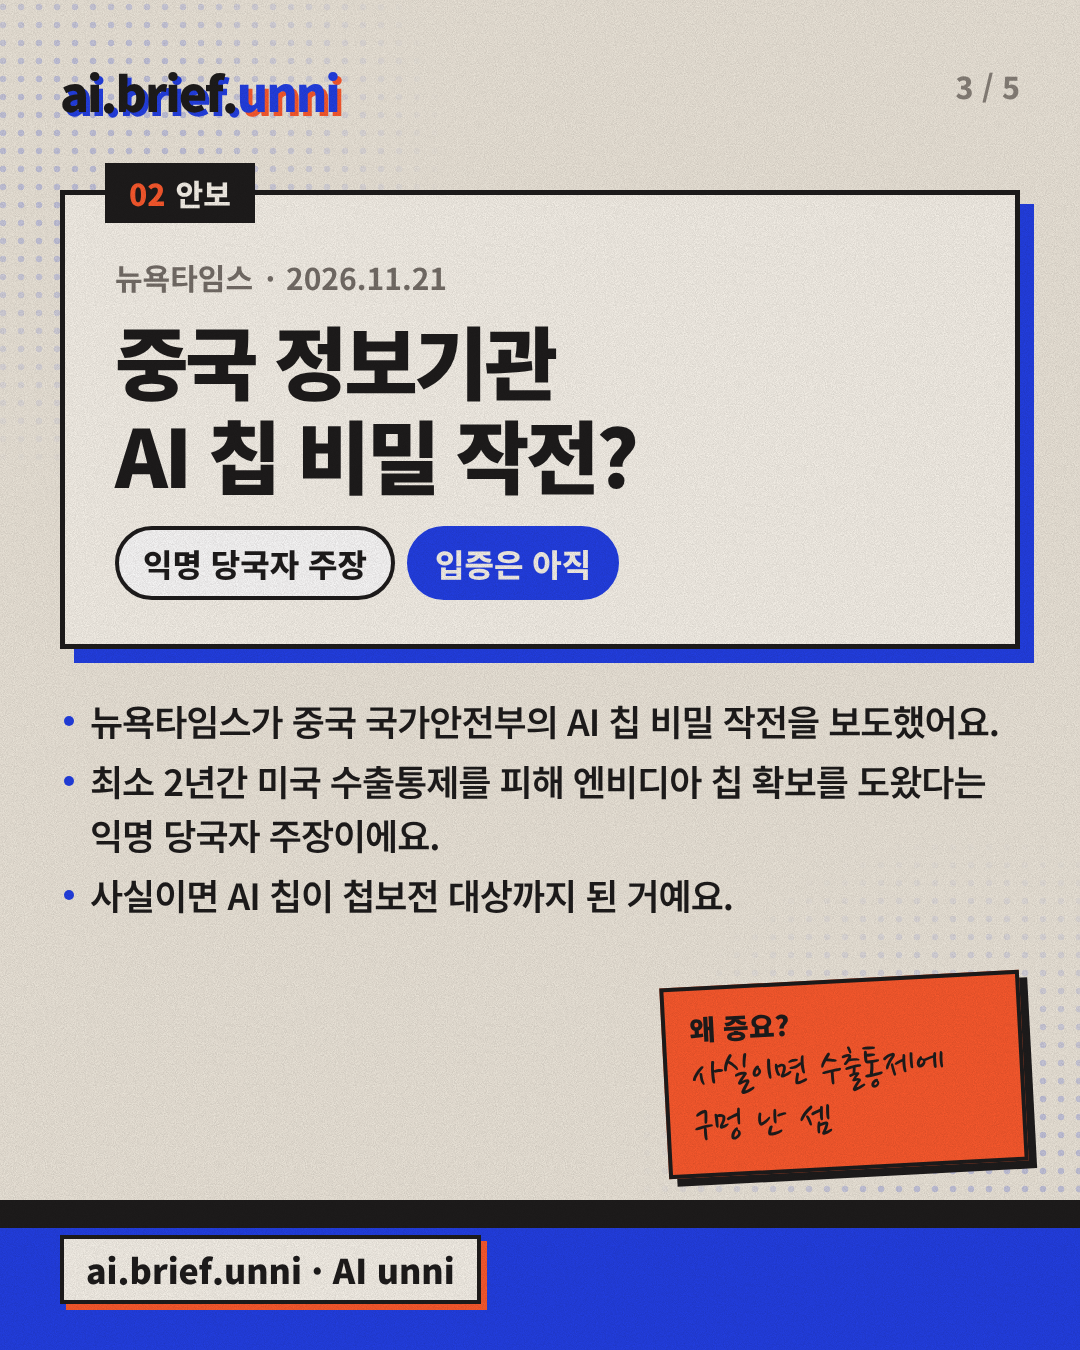 ai.brief.unni
3 / 5
02 안보
뉴욕타임스 · 2026.11.21
중국 정보기관
AI 칩 비밀 작전?
익명 당국자 주장
입증은 아직
• 뉴욕타임스가 중국 국가안전부의 AI 칩 비밀 작전을 보도했어요.
• 최소 2년간 미국 수출통제를 피해 엔비디아 칩 확보를 도왔다는
익명 당국자 주장이에요.
• 사실이면 AI 칩이 첩보전 대상까지 된 거예요.
왜 중요?
사실이면 수출통제에
구멍 난 셈
ai.brief.unni · AI unni